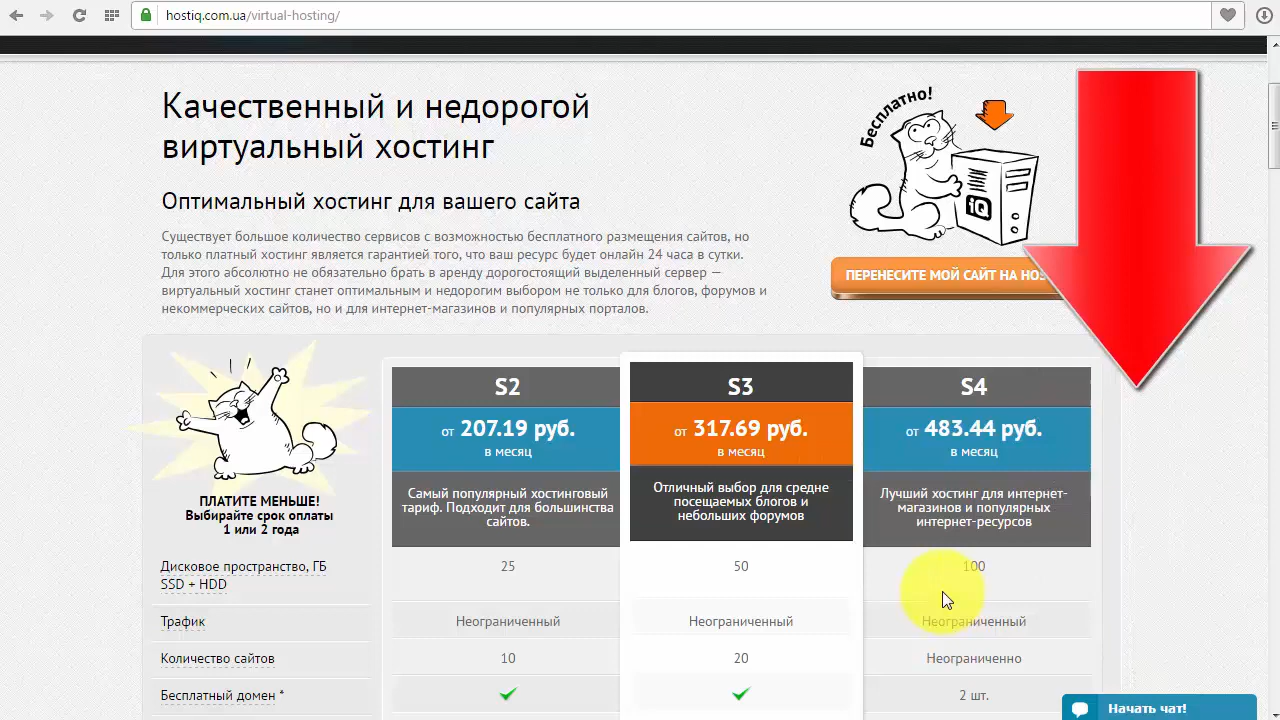 hostiq.com.ua/virtual-hosting/
Качественный и недорогой
виртуальный хостинг
Бесплатно!
iQ
Оптимальный хостинг для вашего сайта
Существует большое количество сервисов с возможностью бесплатного размещения сайтов, но
только платный хостинг является гарантией того, что ваш ресурс будет онлайн 24 часа в сутки.
Для этого абсолютно не обязательно брать в аренду дорогостоящий выделенный сервер —
виртуальный хостинг станет оптимальным и недорогим выбором не только для блогов, форумов и
некоммерческих сайтов, но и для интернет-магазинов и популярных порталов.
ПЕРЕНЕСИТЕ МОЙ САЙТ НА
ПЛАТИТЕ МЕНЬШЕ!
Выбирайте срок оплаты
1 или 2 года
S2
от 207.19 руб.
в месяц
Самый популярный хостинговый
тариф. Подходит для большинства
сайтов.
S3
от 317.69 руб.
в месяц
Отличный выбор для средне
посещаемых блогов и
небольших форумов
S4
от 483.44 руб.
в месяц
Лучший хостинг для интернет-
магазинов и популярных
интернет-ресурсов
Дисковое пространство, ГБ
SSD + HDD
25
50
100
Трафик
Неограниченный
Неограниченный
Неограниченный
Количество сайтов
10
20
Неограниченно
Бесплатный домен *
2 шт.
Начать чат!